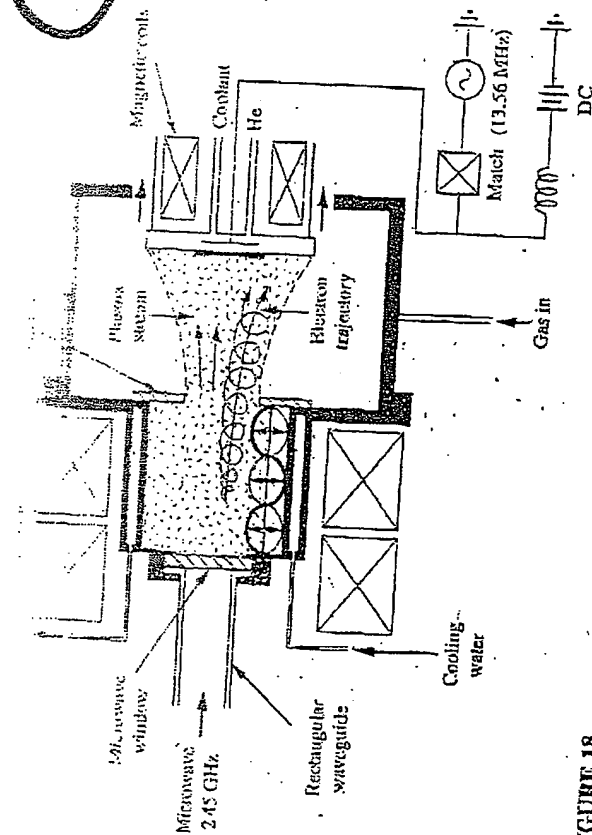 Magnetic coils
Coolant
He
Plasma
stream
Electron
trajectory
Microwave
window
Microwave
2.45 GHz
Rectangular
waveguide
Cooling
water
Gas in
Match (13.56 MHz)
DC
GURE 18